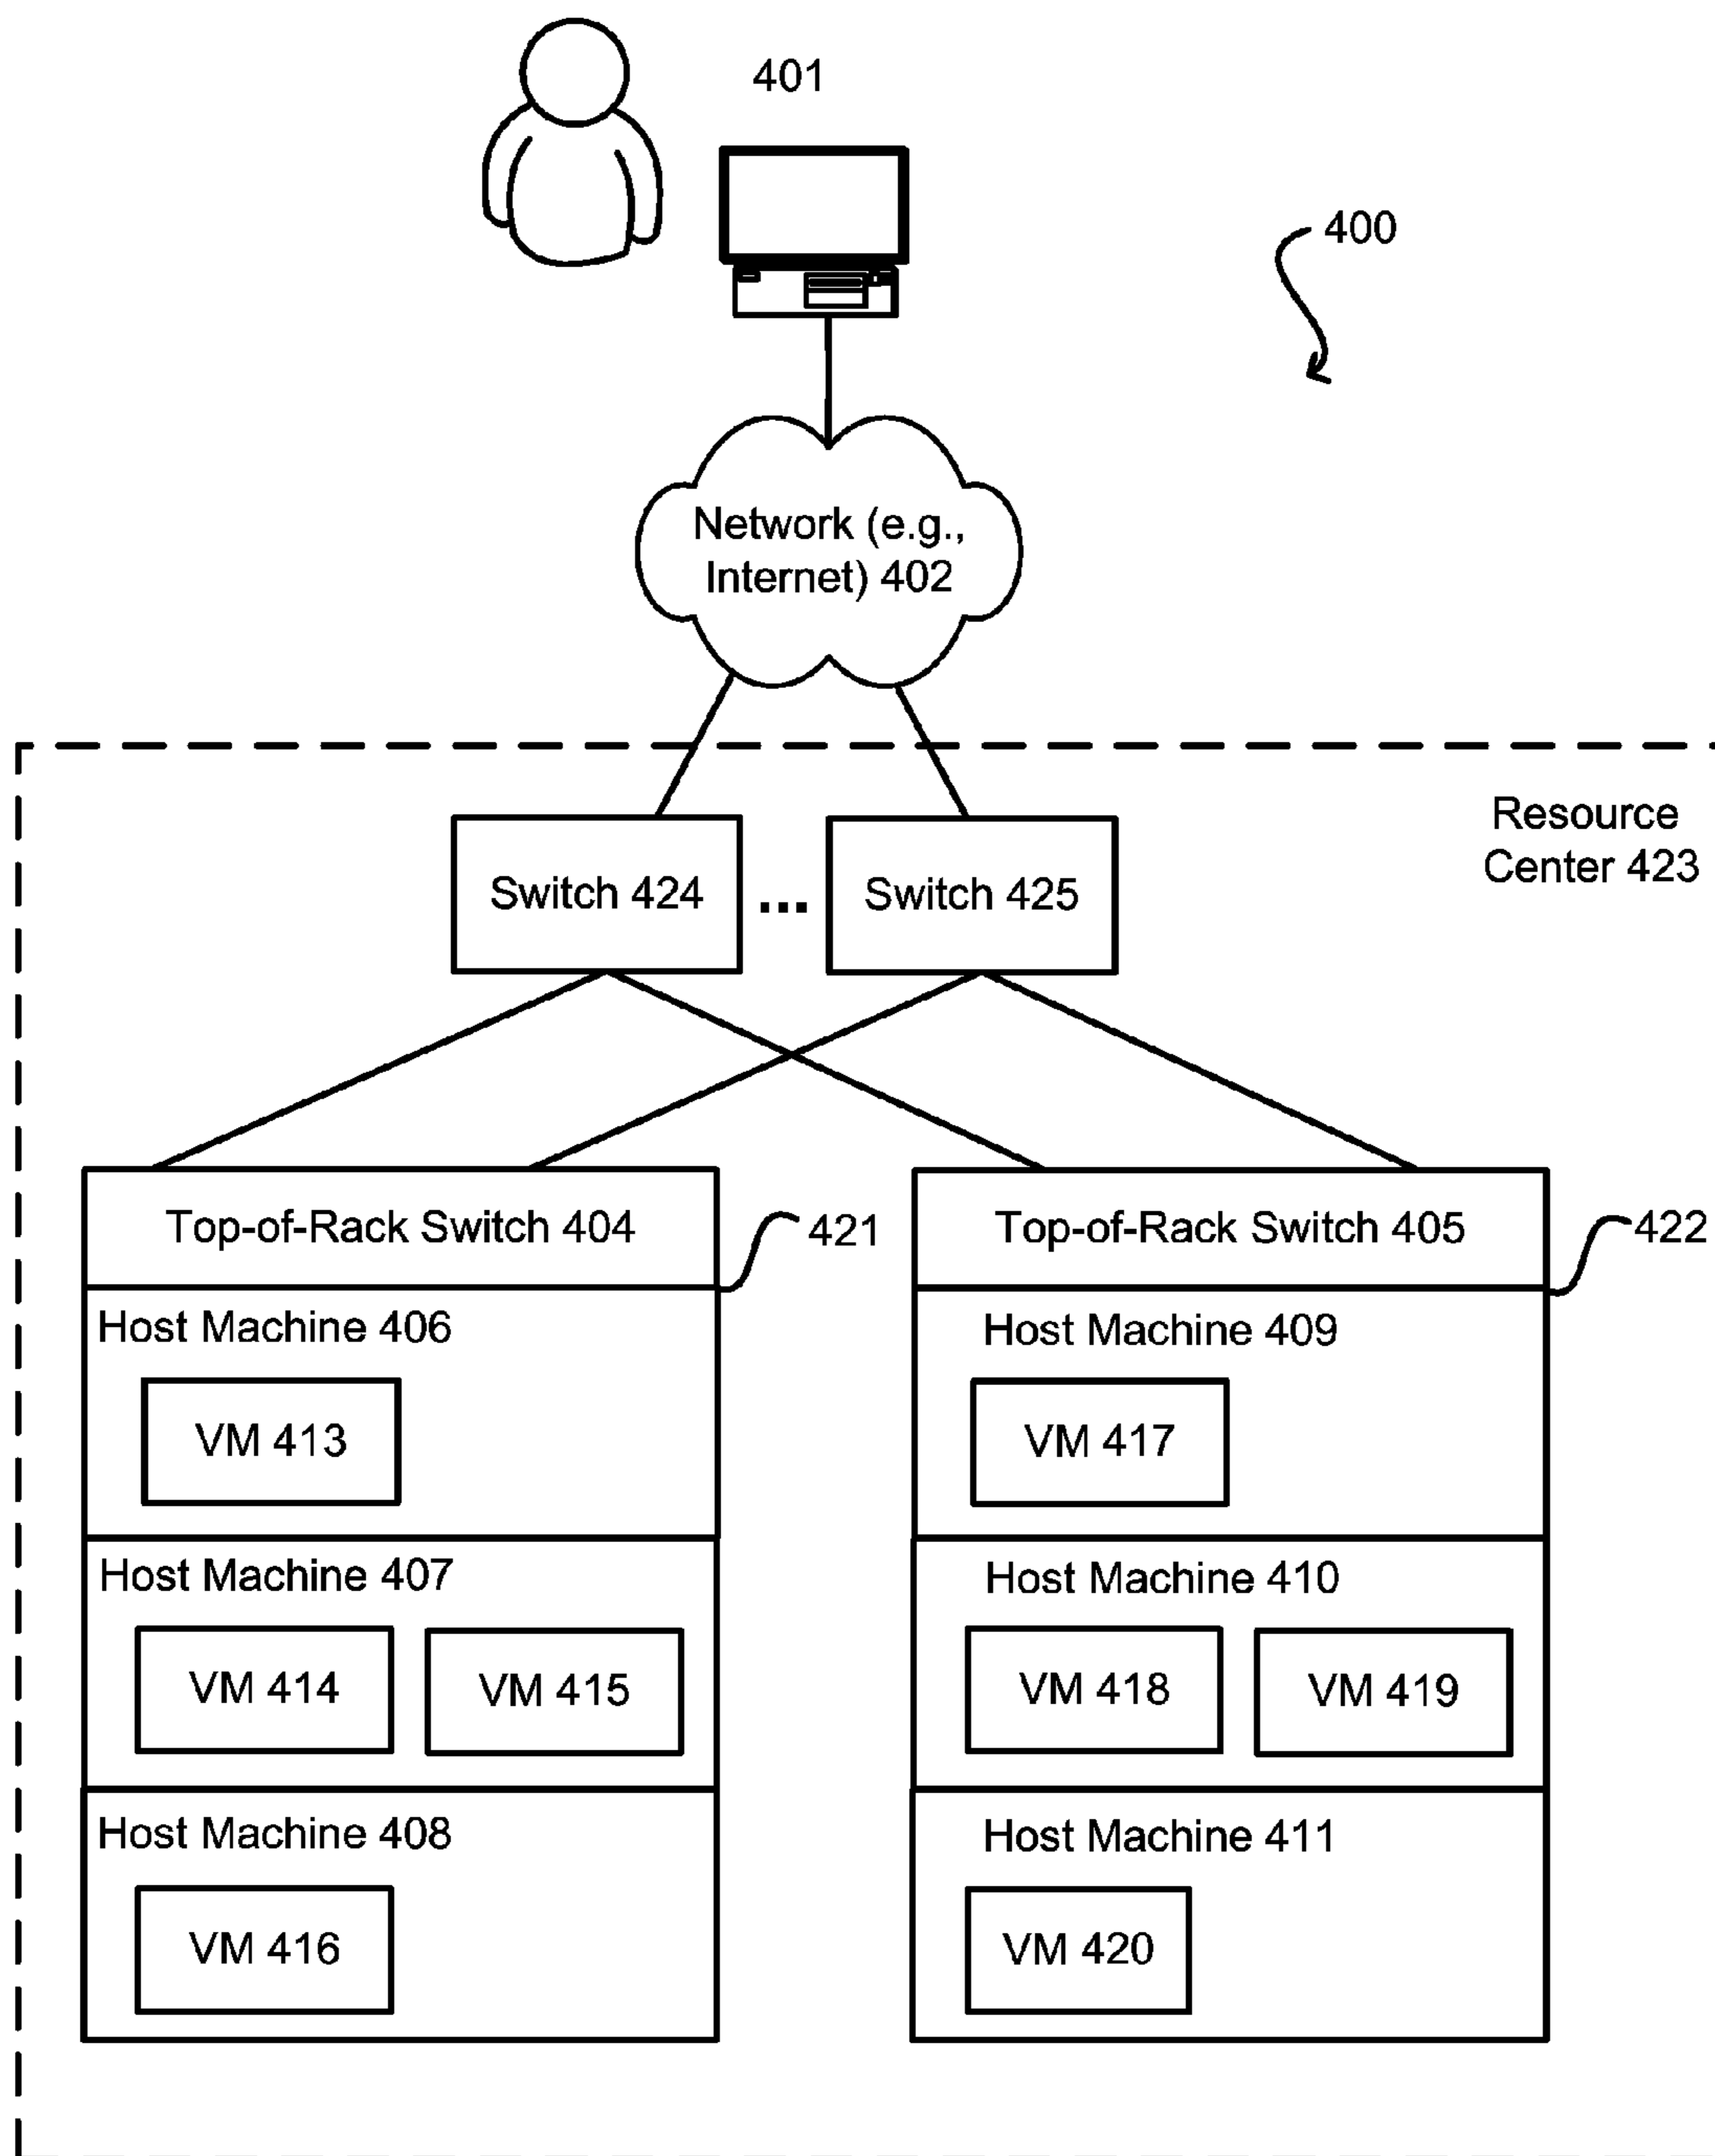 401
400
Network (e.g.,
Internet) 402
Resource
Center 423
Switch 424
...
Switch 425
Top-of-Rack Switch 404
421
Top-of-Rack Switch 405
422
Host Machine 406
VM 413
Host Machine 409
VM 417
Host Machine 407
VM 414
VM 415
Host Machine 410
VM 418
VM 419
Host Machine 408
VM 416
Host Machine 411
VM 420